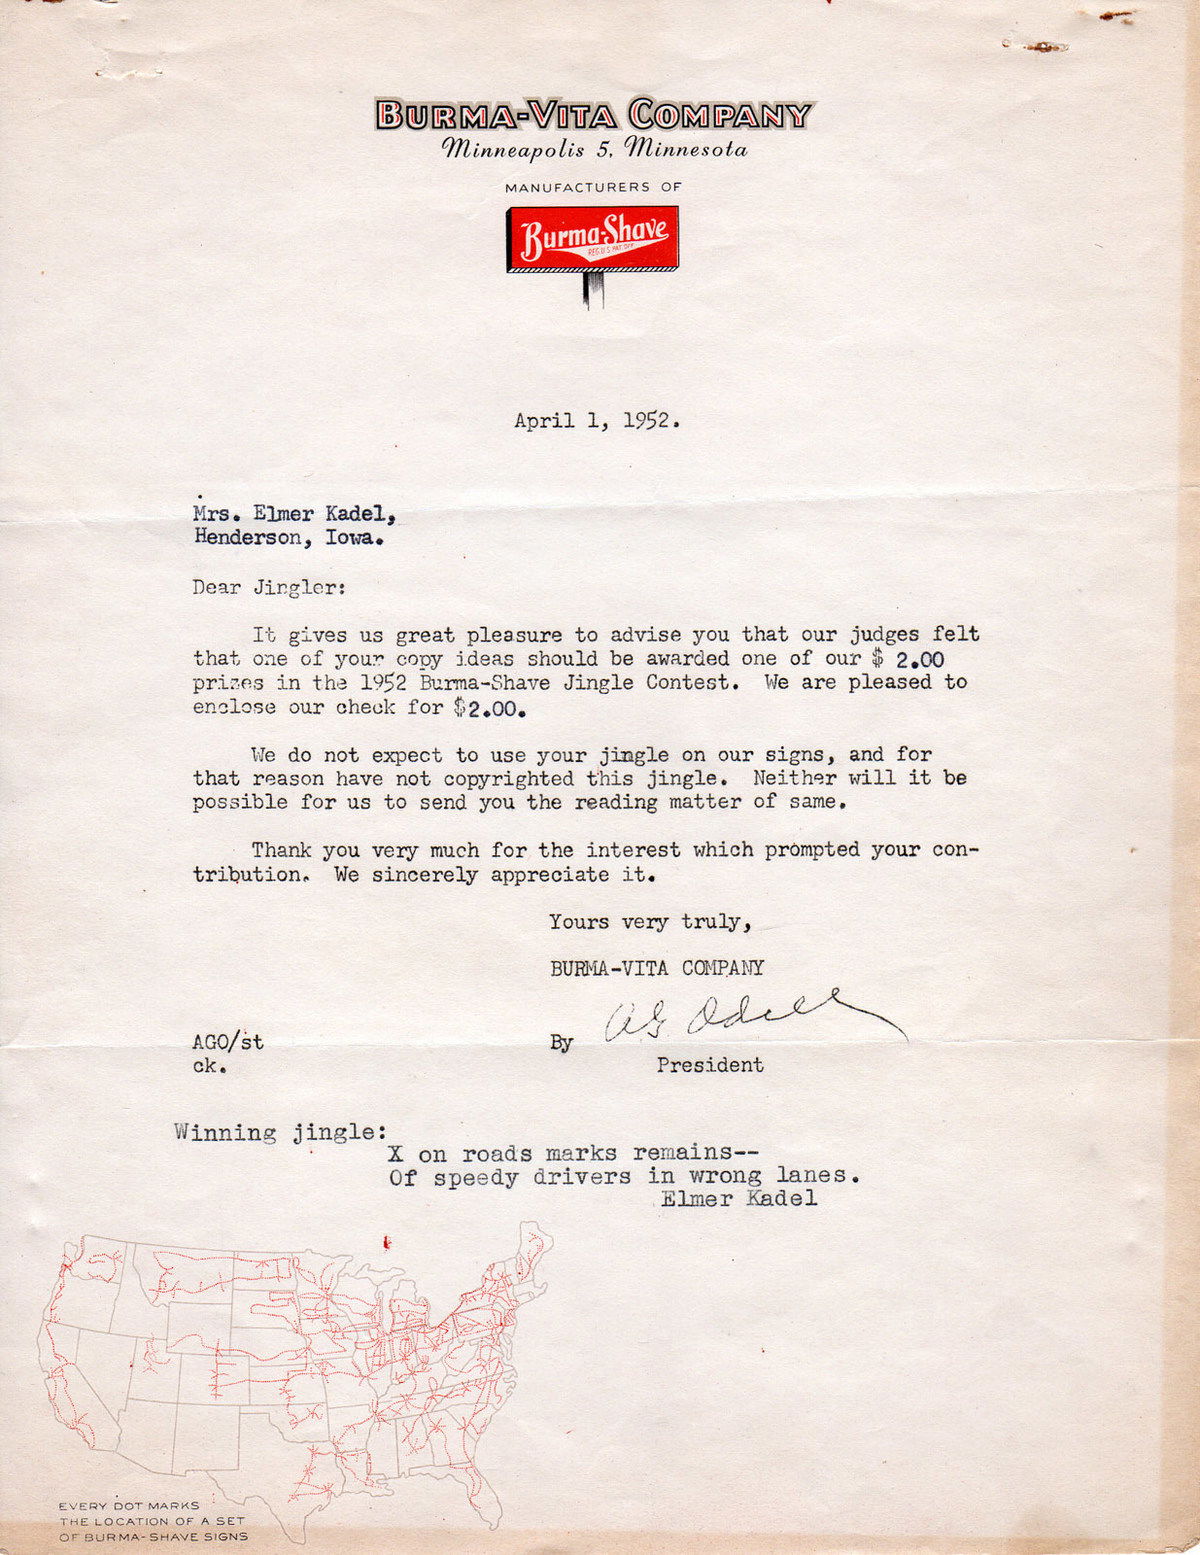 BURMA-VITA COMPANY
Minneapolis 5, Minnesota
MANUFACTURERS OF
Burma-Shave
REG. U.S. PAT. OFF.
April 1, 1952.
Mrs. Elmer Kadel,
Henderson, Iowa.
Dear Jingler:
It gives us great pleasure to advise you that our judges felt
that one of your copy ideas should be awarded one of our $ 2.00
prizes in the 1952 Burma-Shave Jingle Contest. We are pleased to
enclose our check for $2.00.
We do not expect to use your jingle on our signs, and for
that reason have not copyrighted this jingle. Neither will it be
possible for us to send you the reading matter of same.
Thank you very much for the interest which prompted your con-
tribution. We sincerely appreciate it.
Yours very truly,
BURMA-VITA COMPANY
AG Odell
AGO/st By
ck. President
Winning jingle:
X on roads marks remains--
Of speedy drivers in wrong lanes.
Elmer Kadel
EVERY DOT MARKS
THE LOCATION OF A SET
OF BURMA-SHAVE SIGNS